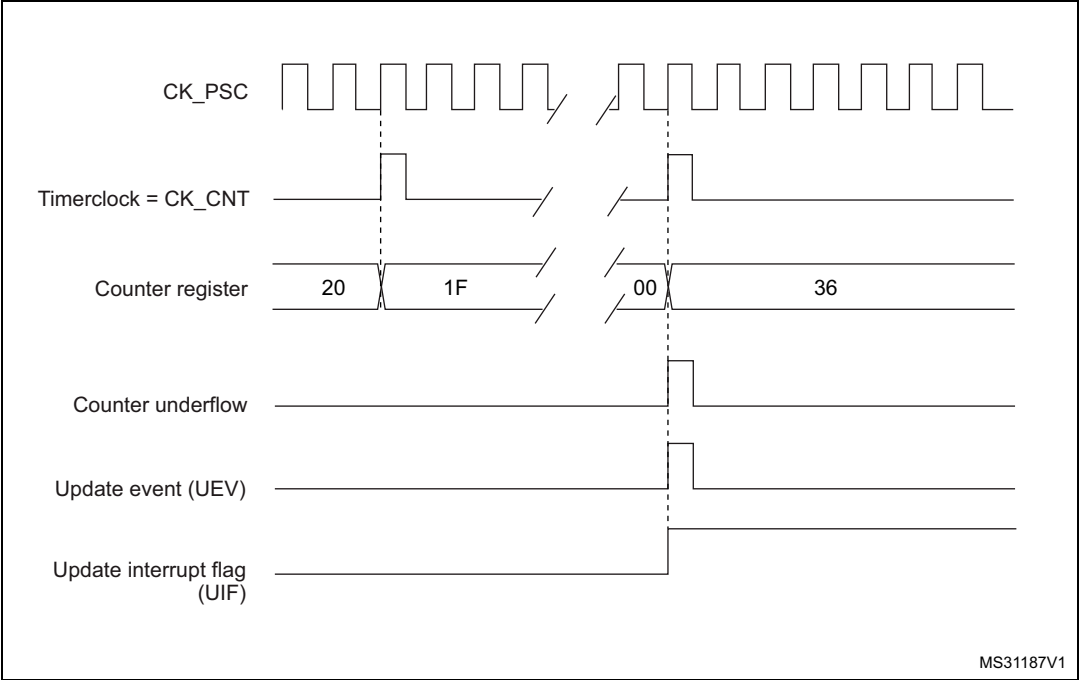 CK_PSC
Timerclock = CK_CNT
Counter register
20
1F
00
36
Counter underflow
Update event (UEV)
Update interrupt flag
(UIF)
MS31187V1